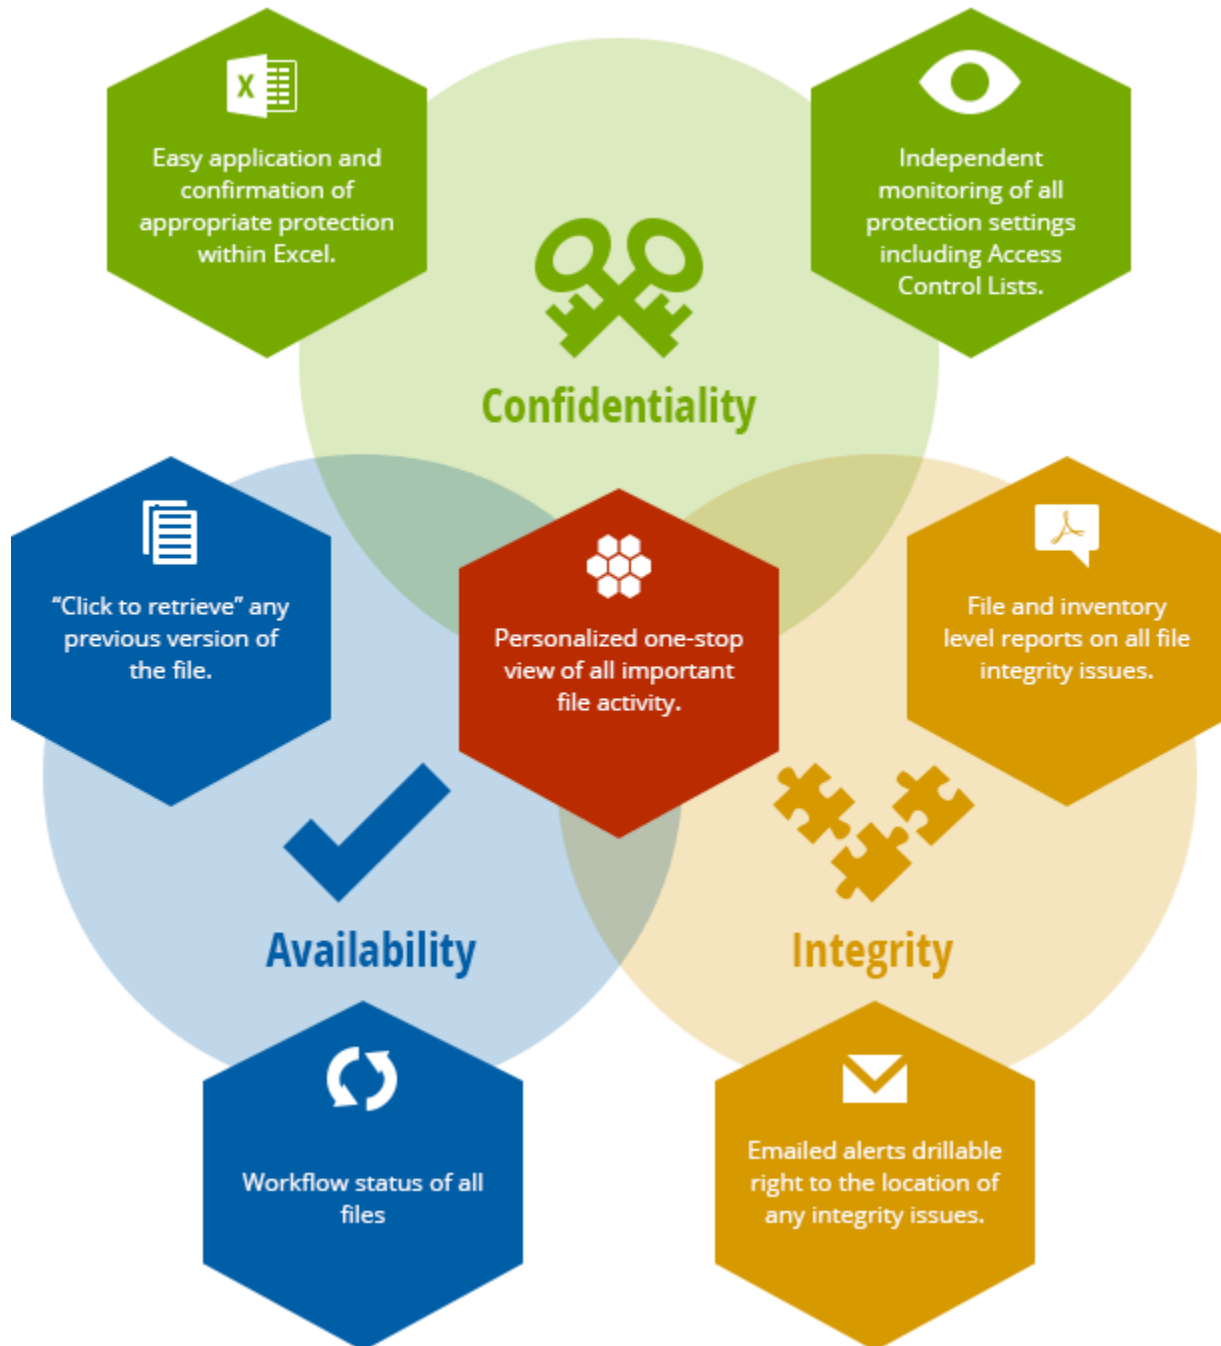 X
Easy application and
confirmation of
appropriate protection
within Excel.
Independent
monitoring of all
protection settings
including Access
Control Lists.
Confidentiality
“Click to retrieve” any
previous version of
the file.
Personalized one-stop
view of all important
file activity.
File and inventory
level reports on all file
integrity issues.
Availability
Integrity
Workflow status of all
files
Emailed alerts drillable
right to the location of
any integrity issues.